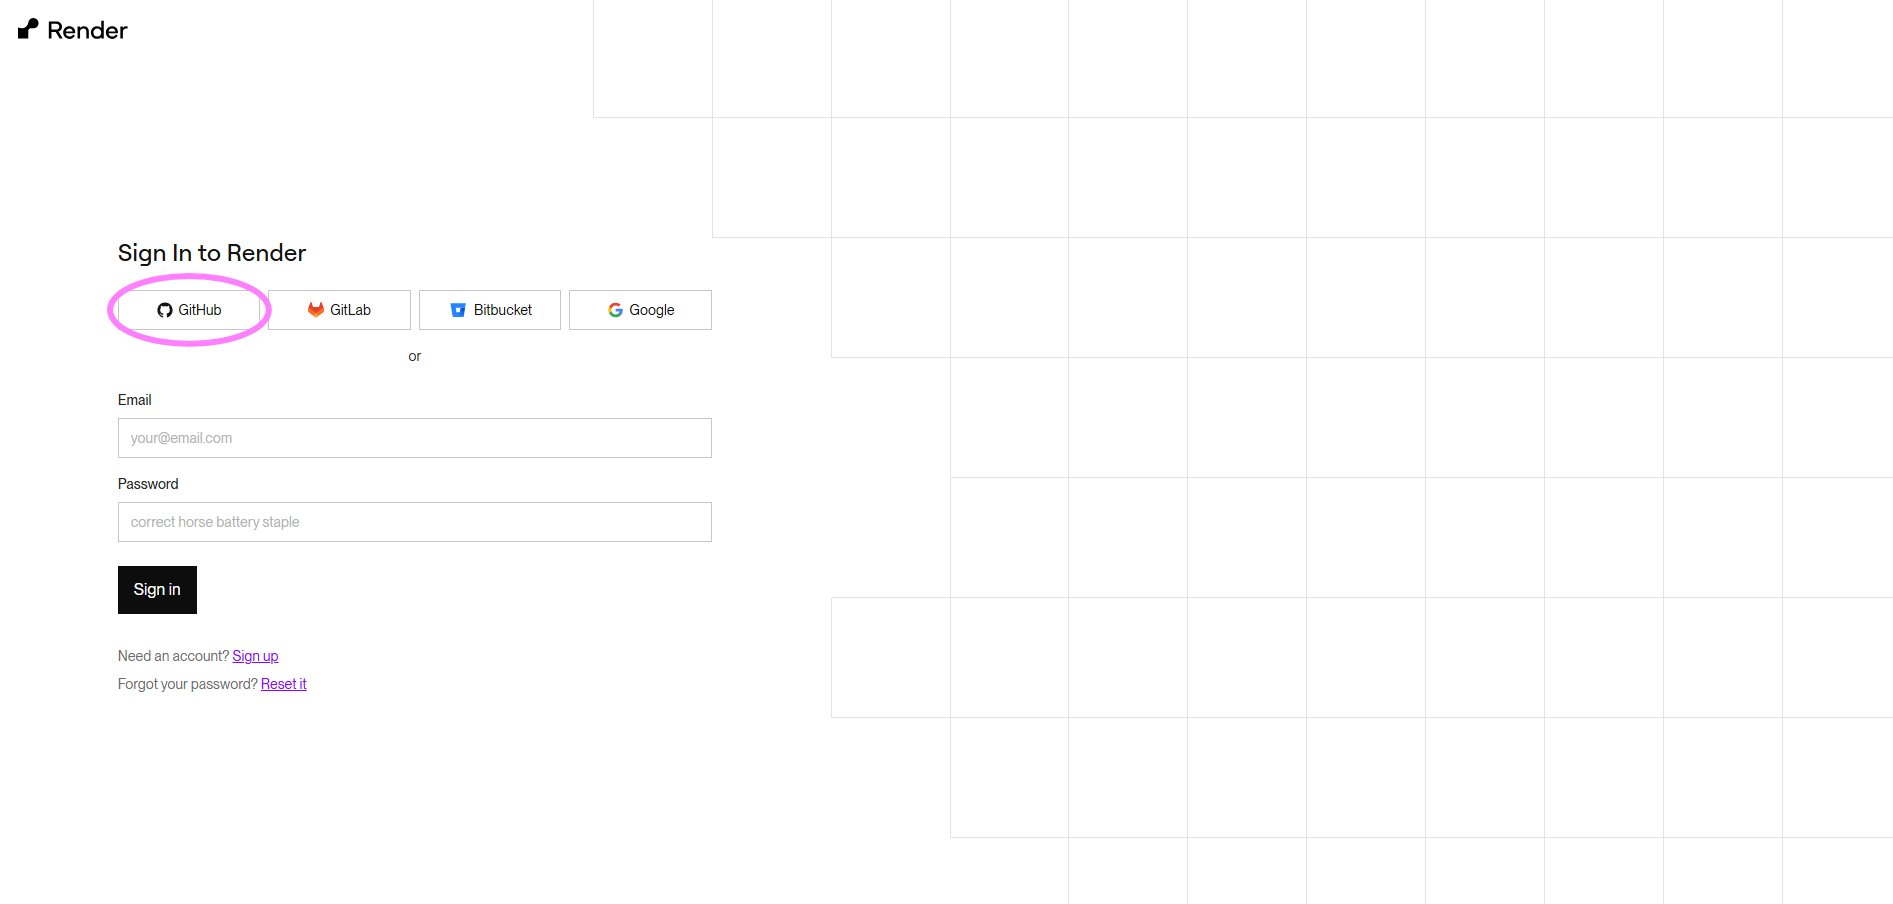 Render
Sign In to Render
GitHub GitLab Bitbucket Google
or
Email
your@email.com
Password
correct horse battery staple
Sign in
Need an account? Sign up
Forgot your password? Reset it